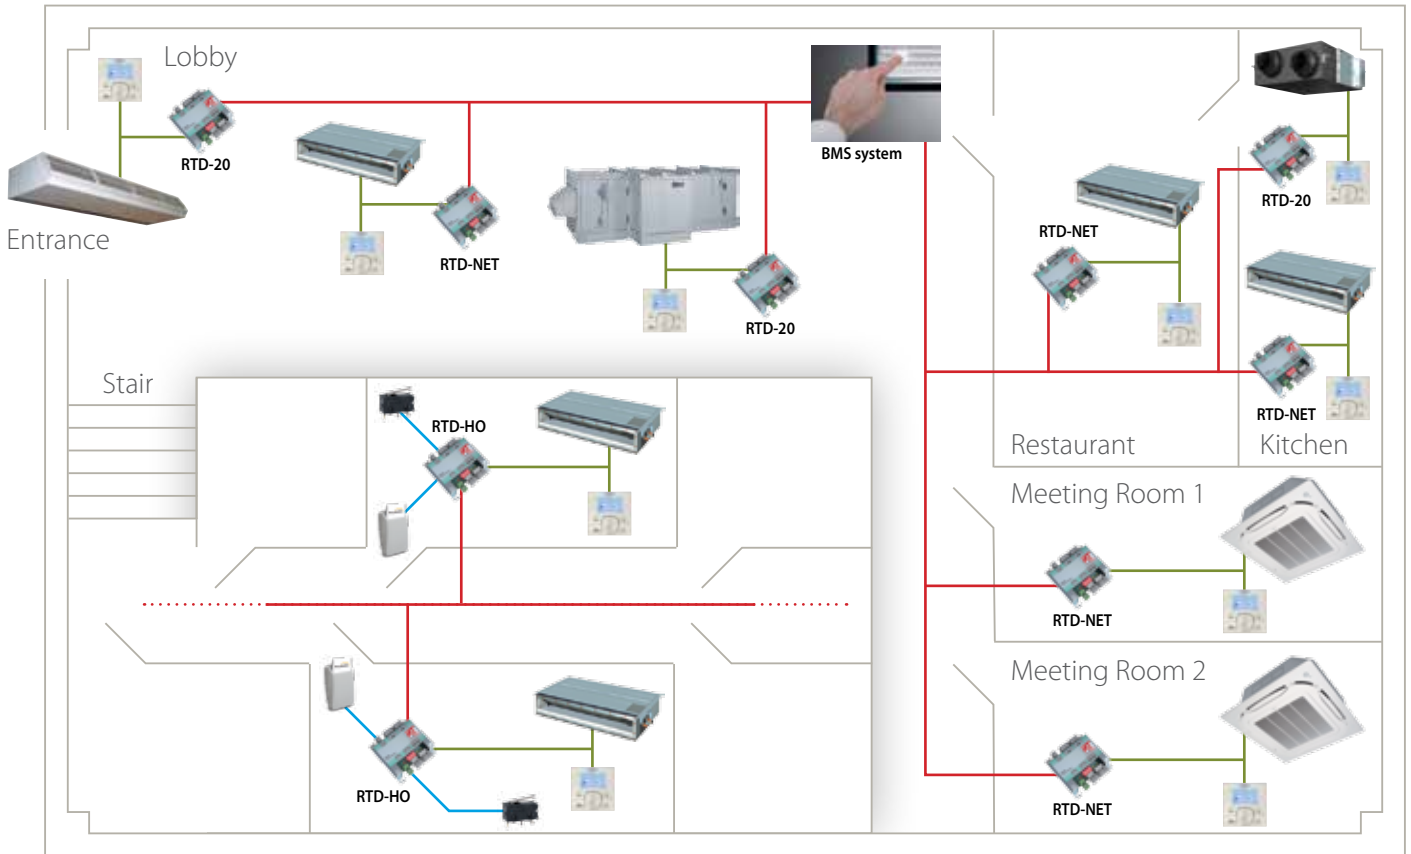 Lobby
RTD-20
BMS system
RTD-NET
RTD-20
RTD-NET
RTD-20
Entrance
RTD-NET
Stair
RTD-HO
Restaurant
Kitchen
Meeting Room 1
RTD-NET
Meeting Room 2
RTD-HO
RTD-NET